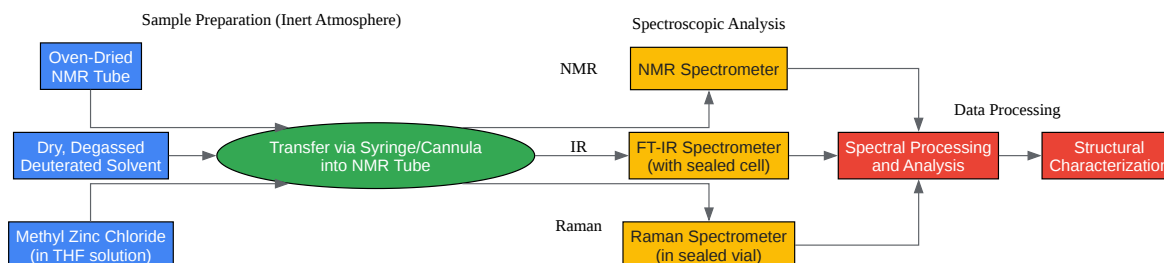 Sample Preparation (Inert Atmosphere)
Spectroscopic Analysis
Oven-Dried
NMR Tube
NMR
NMR Spectrometer
Data Processing
Dry, Degassed
Deuterated Solvent
Transfer via Syringe/Cannula
into NMR Tube
IR
FT-IR Spectrometer
(with sealed cell)
Spectral Processing
and Analysis
Structural
Characterization
Methyl Zinc Chloride
(in THF solution)
Raman
Raman Spectrometer
(in sealed vial)